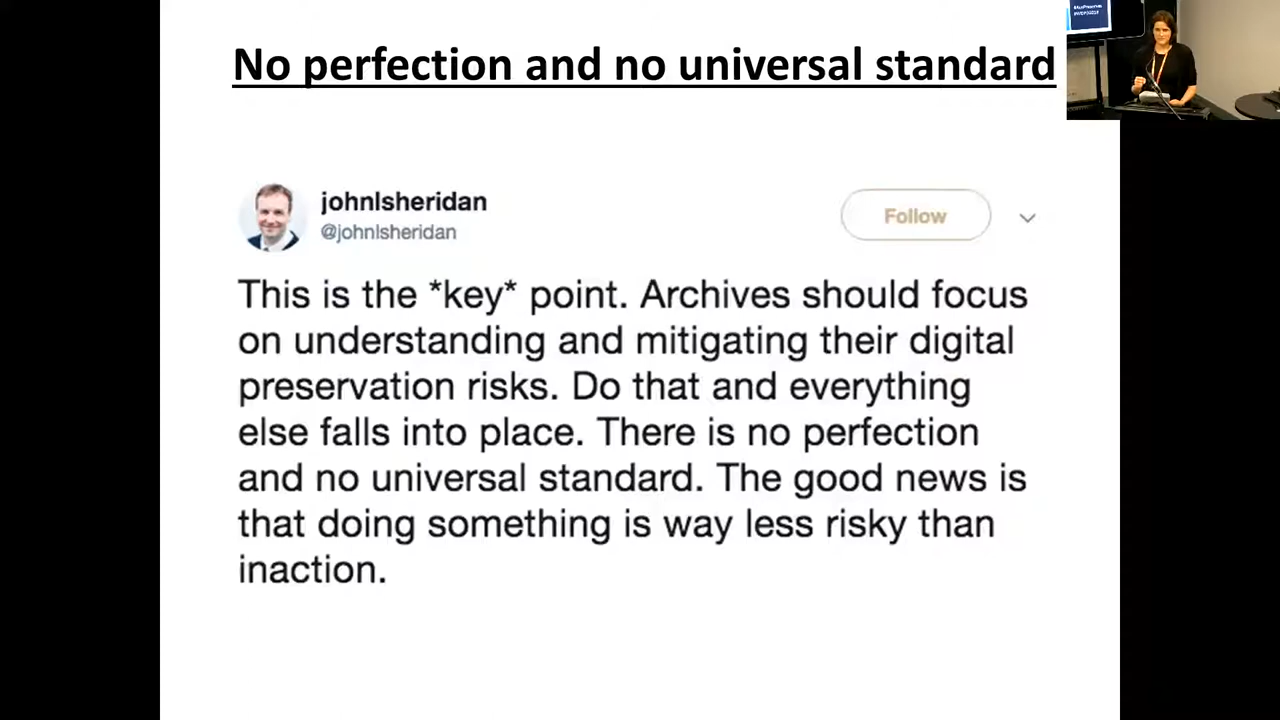 No perfection and no universal standard
johnlsheridan
@johnlsheridan
Follow
This is the *key* point. Archives should focus
on understanding and mitigating their digital
preservation risks. Do that and everything
else falls into place. There is no perfection
and no universal standard. The good news is
that doing something is way less risky than
inaction.